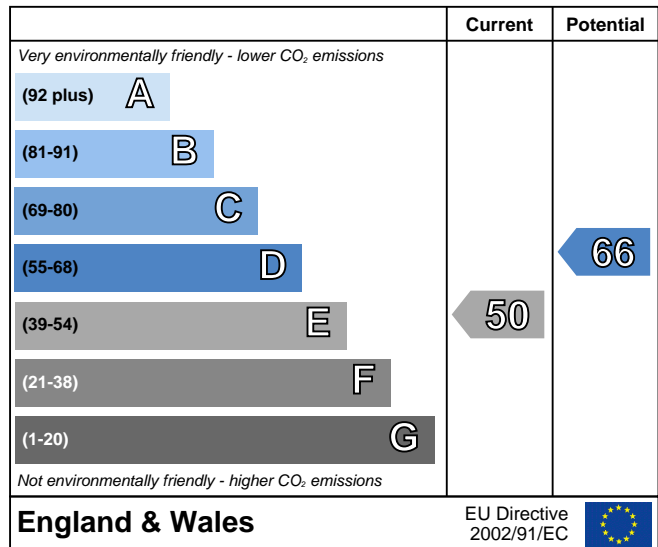 Current Potential
Very environmentally friendly - lower CO₂ emissions
(92 plus) A
(81-91) B
(69-80) C
(55-68) D
66
(39-54) E
50
(21-38) F
(1-20) G
Not environmentally friendly - higher CO₂ emissions
England & Wales
EU Directive
2002/91/EC